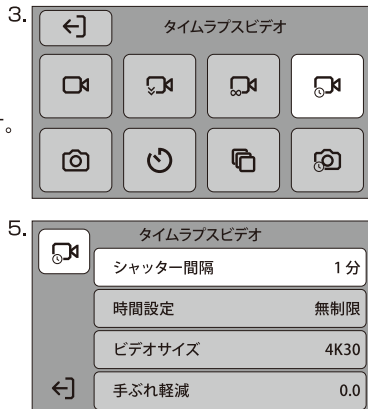 3.
タイムラプスビデオ
す。
5.
タイムラプスビデオ
シャッター間隔 1分
時間設定 無制限
ビデオサイズ 4K30
手ぶれ軽減 0.0